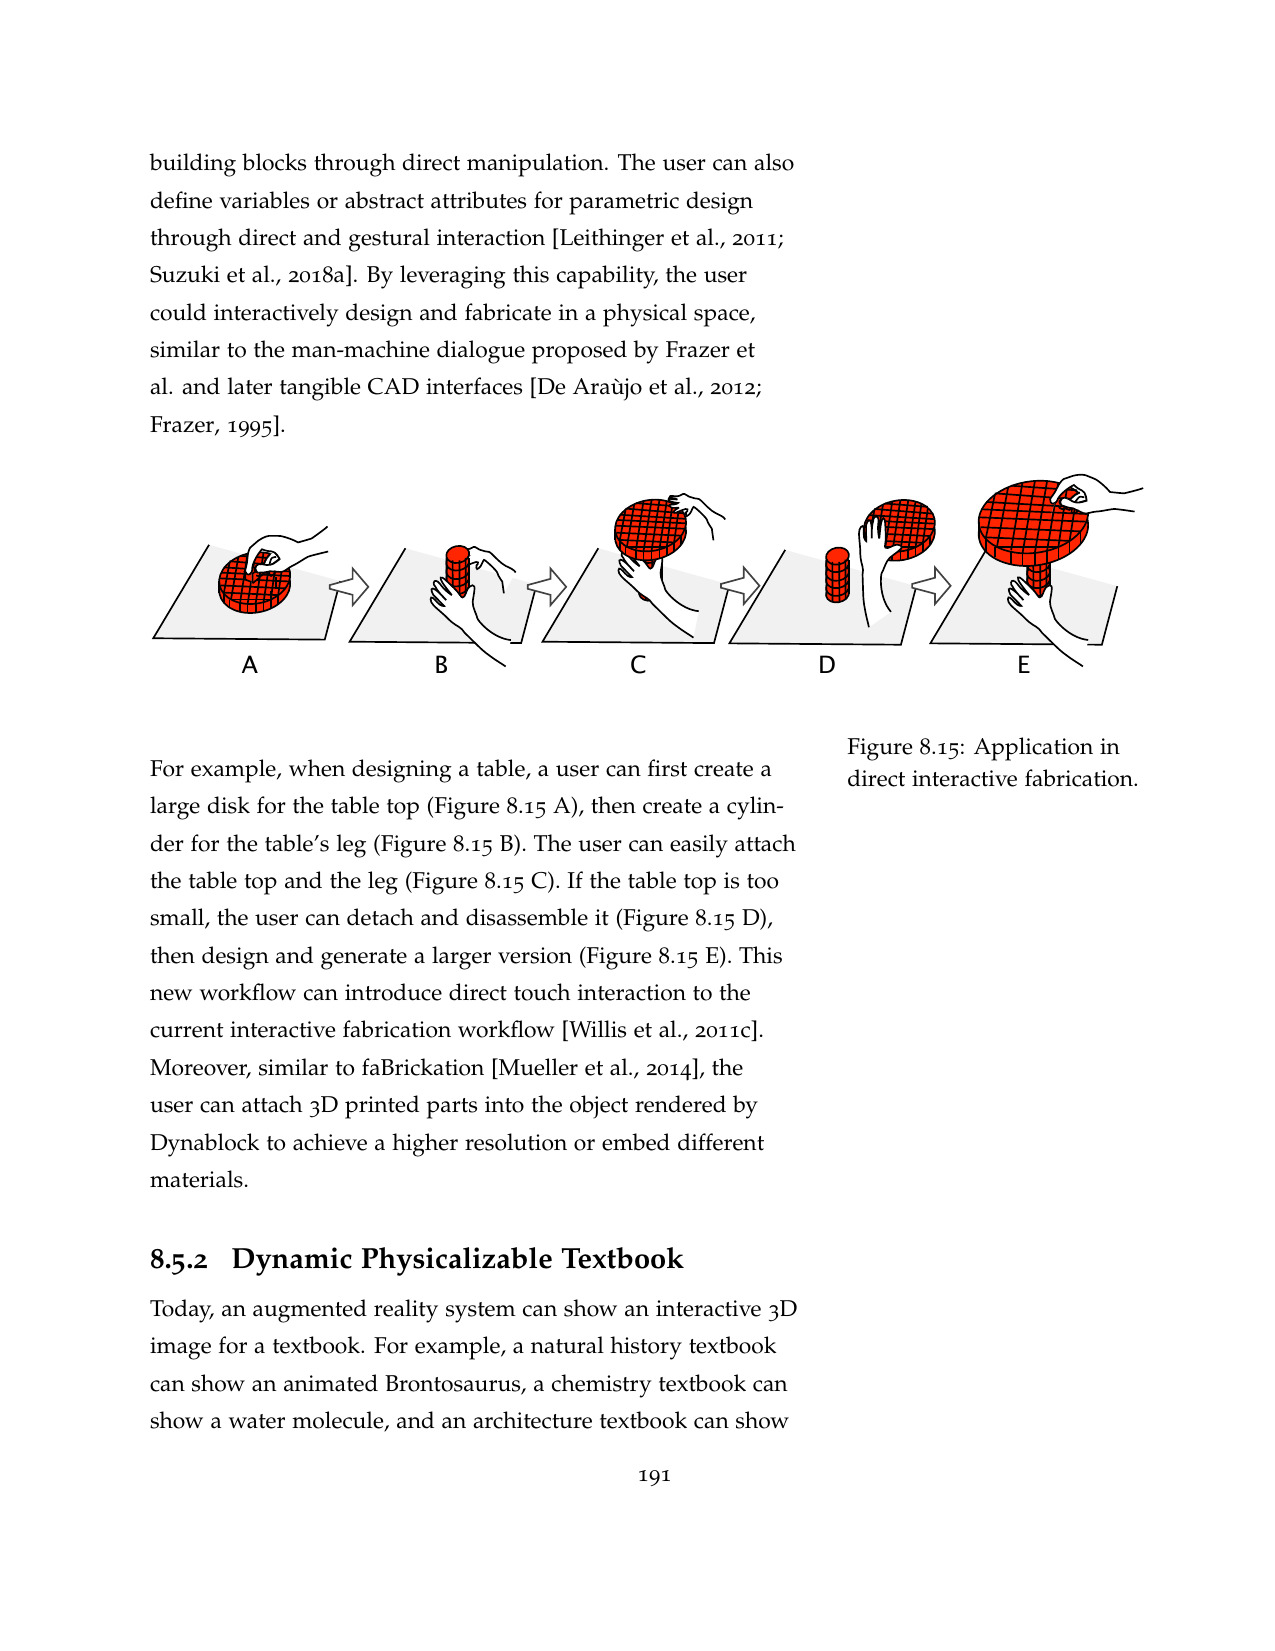 building blocks through direct manipulation. The user can also
define variables or abstract attributes for parametric design
through direct and gestural interaction [Leithinger et al., 2011;
Suzuki et al., 2018a]. By leveraging this capability, the user
could interactively design and fabricate in a physical space,
similar to the man-machine dialogue proposed by Frazer et
al. and later tangible CAD interfaces [De Araùjo et al., 2012;
Frazer, 1995].
A B C D E
Figure 8.15: Application in
direct interactive fabrication.
For example, when designing a table, a user can first create a
large disk for the table top (Figure 8.15 A), then create a cylin-
der for the table's leg (Figure 8.15 B). The user can easily attach
the table top and the leg (Figure 8.15 C). If the table top is too
small, the user can detach and disassemble it (Figure 8.15 D),
then design and generate a larger version (Figure 8.15 E). This
new workflow can introduce direct touch interaction to the
current interactive fabrication workflow [Willis et al., 2011c].
Moreover, similar to faBrickation [Mueller et al., 2014], the
user can attach 3D printed parts into the object rendered by
Dynablock to achieve a higher resolution or embed different
materials.
8.5.2 Dynamic Physicalizable Textbook
Today, an augmented reality system can show an interactive 3D
image for a textbook. For example, a natural history textbook
can show an animated Brontosaurus, a chemistry textbook can
show a water molecule, and an architecture textbook can show
191